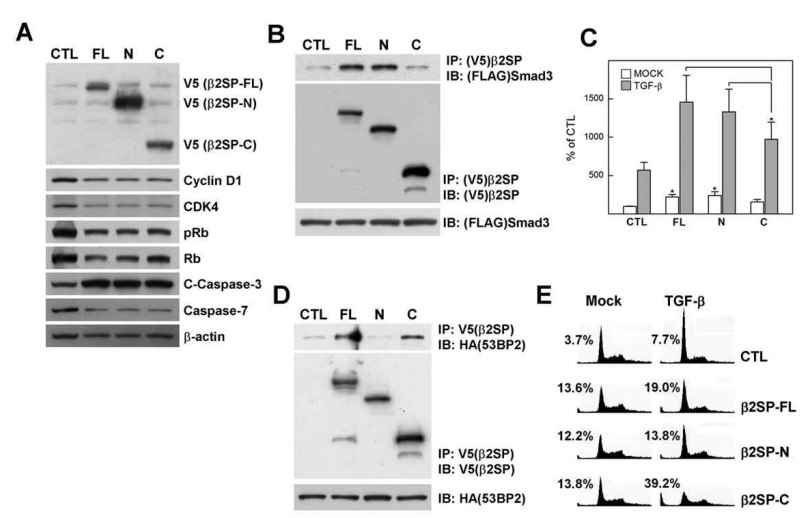 A
CTL FL N C
V5 (β2SP-FL)
V5 (β2SP-N)
V5 (β2SP-C)
Cyclin D1
CDK4
pRb
Rb
C-Caspase-3
Caspase-7
β-actin
B
CTL FL N C
IP: (V5)β2SP
IB: (FLAG)Smad3
IP: (V5)β2SP
IB: (V5)β2SP
IB: (FLAG)Smad3
C
MOCK
TGF-β
% of CTL
1500
1000
500
* * *
CTL FL N C
D
CTL FL N C
IP: V5(β2SP)
IB: HA(53BP2)
IP: V5(β2SP)
IB: V5(β2SP)
IB: HA(53BP2)
E
Mock TGF-β
3.7% 7.7% CTL
13.6% 19.0% β2SP-FL
12.2% 13.8% β2SP-N
13.8% 39.2% β2SP-C